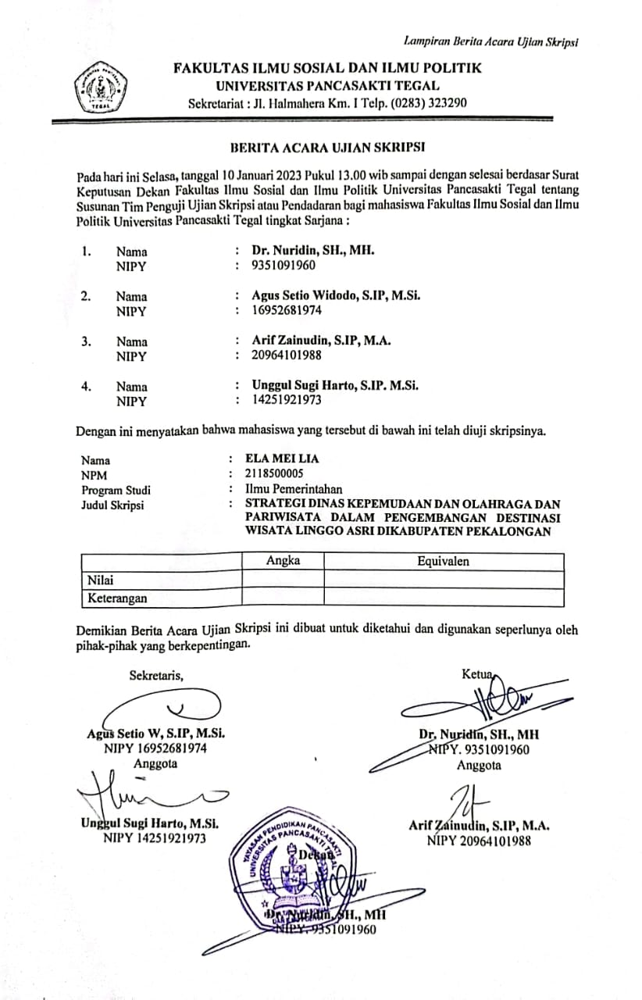 Lampiran Berita Acara Ujian Skripsi
FAKULTAS ILMU SOSIAL DAN ILMU POLITIK
UNIVERSITAS PANCASAKTI TEGAL
Sekretariat : Jl. Halmahera Km. I Telp. (0283) 323290
TEGAL
BERITA ACARA UJIAN SKRIPSI
Pada hari ini Selasa, tanggal 10 Januari 2023 Pukul 13.00 wib sampai dengan selesai berdasar Surat
Keputusan Dekan Fakultas Ilmu Sosial dan Ilmu Politik Universitas Pancasakti Tegal tentang
Susunan Tim Penguji Ujian Skripsi atau Pendadaran bagi mahasiswa Fakultas Ilmu Sosial dan Ilmu
Politik Universitas Pancasakti Tegal tingkat Sarjana :
1. Nama : Dr. Nuridin, SH., MH.
NIPY : 9351091960
2. Nama : Agus Setio Widodo, S.IP, M.Si.
NIPY : 16952681974
3. Nama : Arif Zainudin, S.IP, M.A.
NIPY : 20964101988
4. Nama : Unggul Sugi Harto, S.IP. M.Si.
NIPY : 14251921973
Dengan ini menyatakan bahwa mahasiswa yang tersebut di bawah ini telah diuji skripsinya.
Nama : ELA MEI LIA
NPM : 2118500005
Program Studi : Ilmu Pemerintahan
Judul Skripsi : STRATEGI DINAS KEPEMUDAAN DAN OLAHRAGA DAN
PARIWISATA DALAM PENGEMBANGAN DESTINASI
WISATA LINGGO ASRI DIKABUPATEN PEKALONGAN
Angka Equivalen
Nilai
Keterangan
Demikian Berita Acara Ujian Skripsi ini dibuat untuk diketahui dan digunakan seperlunya oleh
pihak-pihak yang berkepentingan.
Sekretaris, Ketua,
Agus Setio W, S.IP, M.Si. Dr. Nuridin, SH., MH
NIPY 16952681974 NIPY. 9351091960
Anggota Anggota
Unggul Sugi Harto, M.Si. Arif Zainudin, S.IP, M.A.
NIPY 14251921973 NIPY 20964101988
YAYASAN PENDIDIKAN PANCASAKTI
UNIVERSITAS PANCASAKTI TEGAL
Dekan
Dr. Nuridin, SH., MH
NIPY. 9351091960